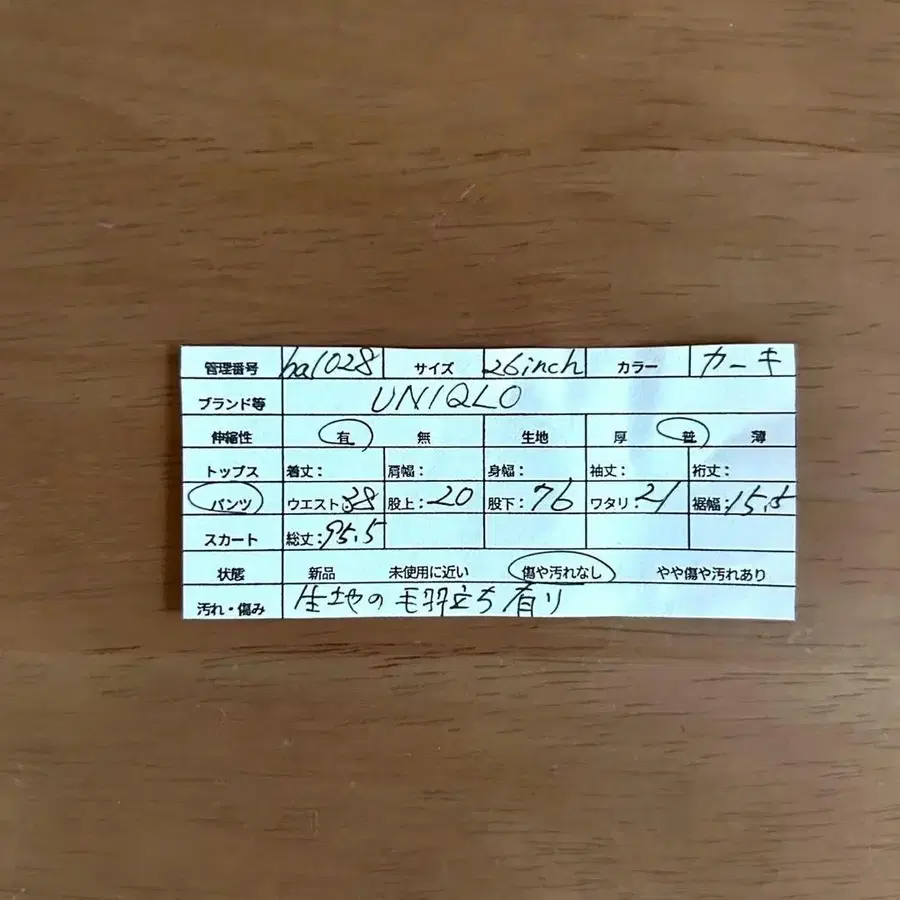 管理番号 ha1028 サイズ 26inch カラー カーキ
ブランド等 UNIQLO
伸縮性 有 無 生地 厚 普 薄
トップス 着丈: 肩幅: 身幅: 袖丈: 裄丈:
パンツ ウエスト:38 股上:20 股下:76 ワタリ:21 裾幅:15.5
スカート 総丈:95.5
状態 新品 未使用に近い 傷や汚れなし やや傷や汚れあり
汚れ・傷み 生地の毛羽立ち有り